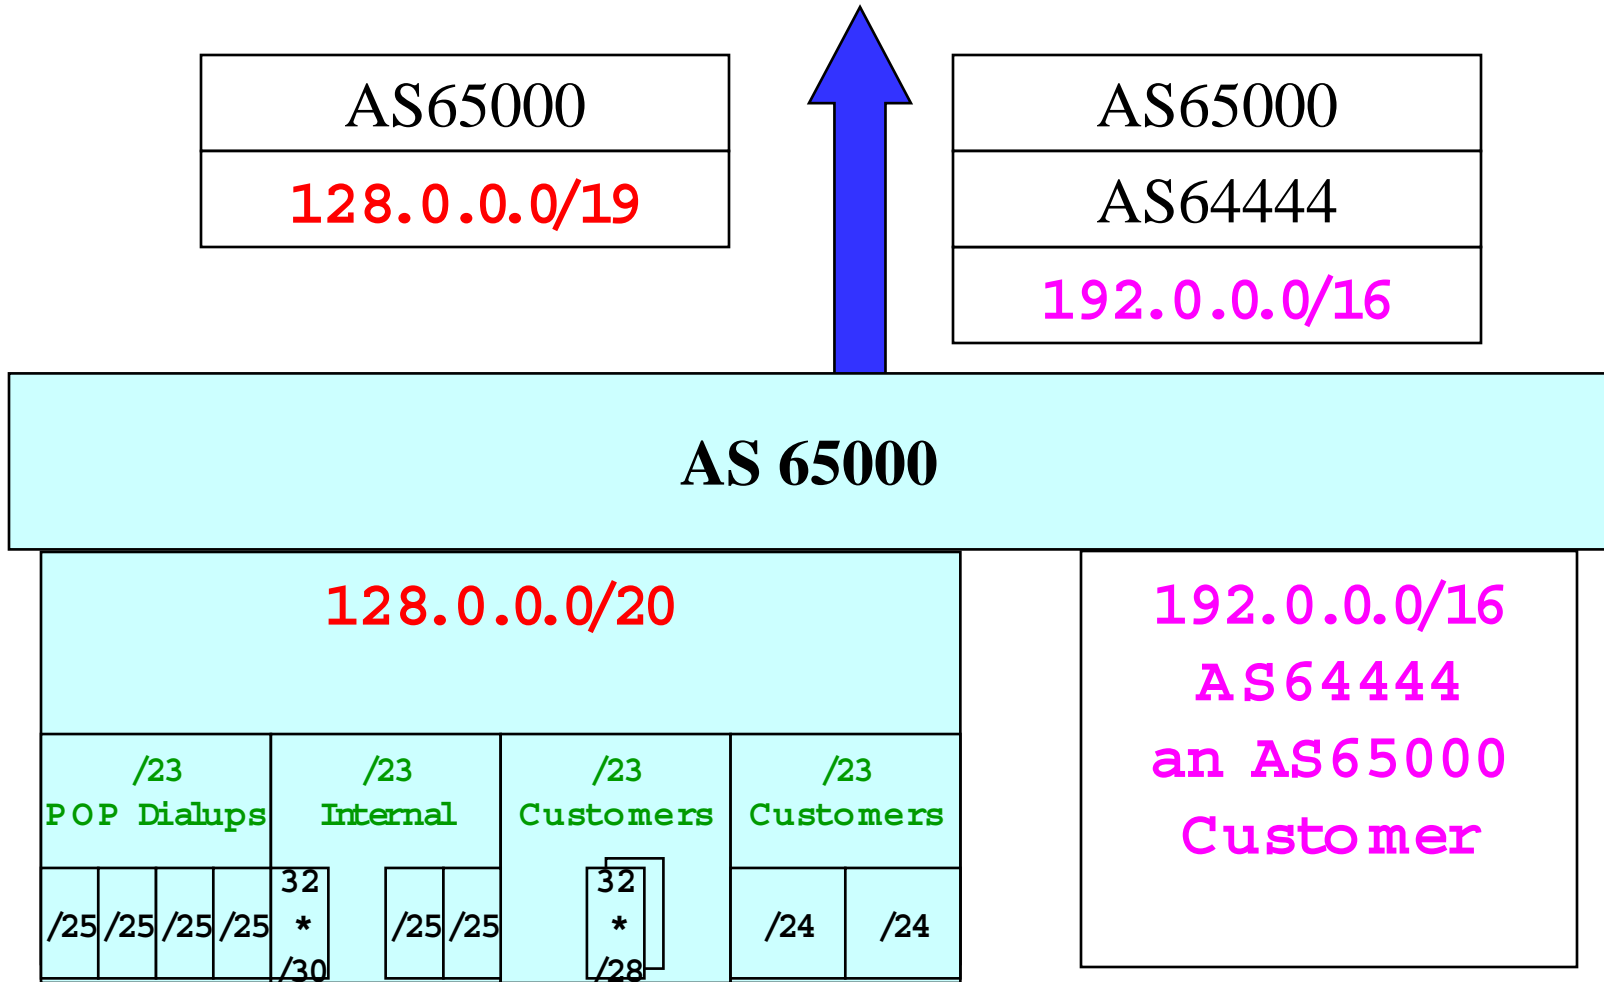 AS65000
128.0.0.0/19
AS65000
AS64444
192.0.0.0/16
AS 65000
128.0.0.0/20
/23
POP Dialups
/23
Internal
/23
Customers
/23
Customers
/25
/25
/25
/25
32
*
/30
/25
/25
32
*
/28
/24
/24
192.0.0.0/16
AS64444
an AS65000
Customer